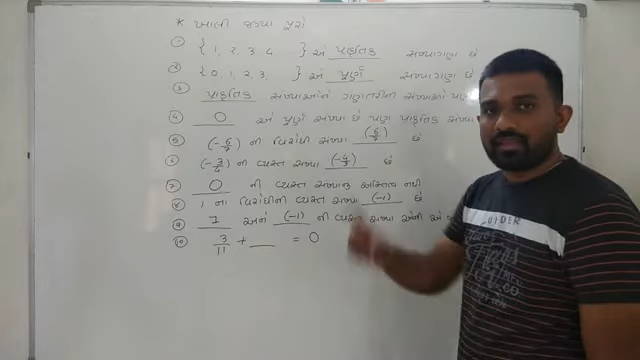 * ખાલી જગ્યા પૂરો
① { 1, 2, 3, 4 } એ પ્રાકૃતિક સંખ્યાગણ છે
② { 0, 1, 2, 3, } એ પૂર્ણ સંખ્યાગણ છે
③ પ્રાકૃતિક સંખ્યાઓને ગણતરીની સંખ્યાઓ પણ
④ 0 એ પૂર્ણ સંખ્યા છે પણ પ્રાકૃતિક સંખ્યા
⑤ (-6/7) ની વિરોધી સંખ્યા (6/7) છે
⑥ (-3/4) ની વ્યસ્ત સંખ્યા (-4/3) છે
⑦ 0 ની વ્યસ્ત સંખ્યાનું અસ્તિત્વ નથી
⑧ 1 ના વિરોધીની વ્યસ્ત સંખ્યા (-1) છે
⑨ 1 અને (-1) ની વ્યસ્ત સંખ્યા એની એ જ
⑩ 3/11 + ___ = 0